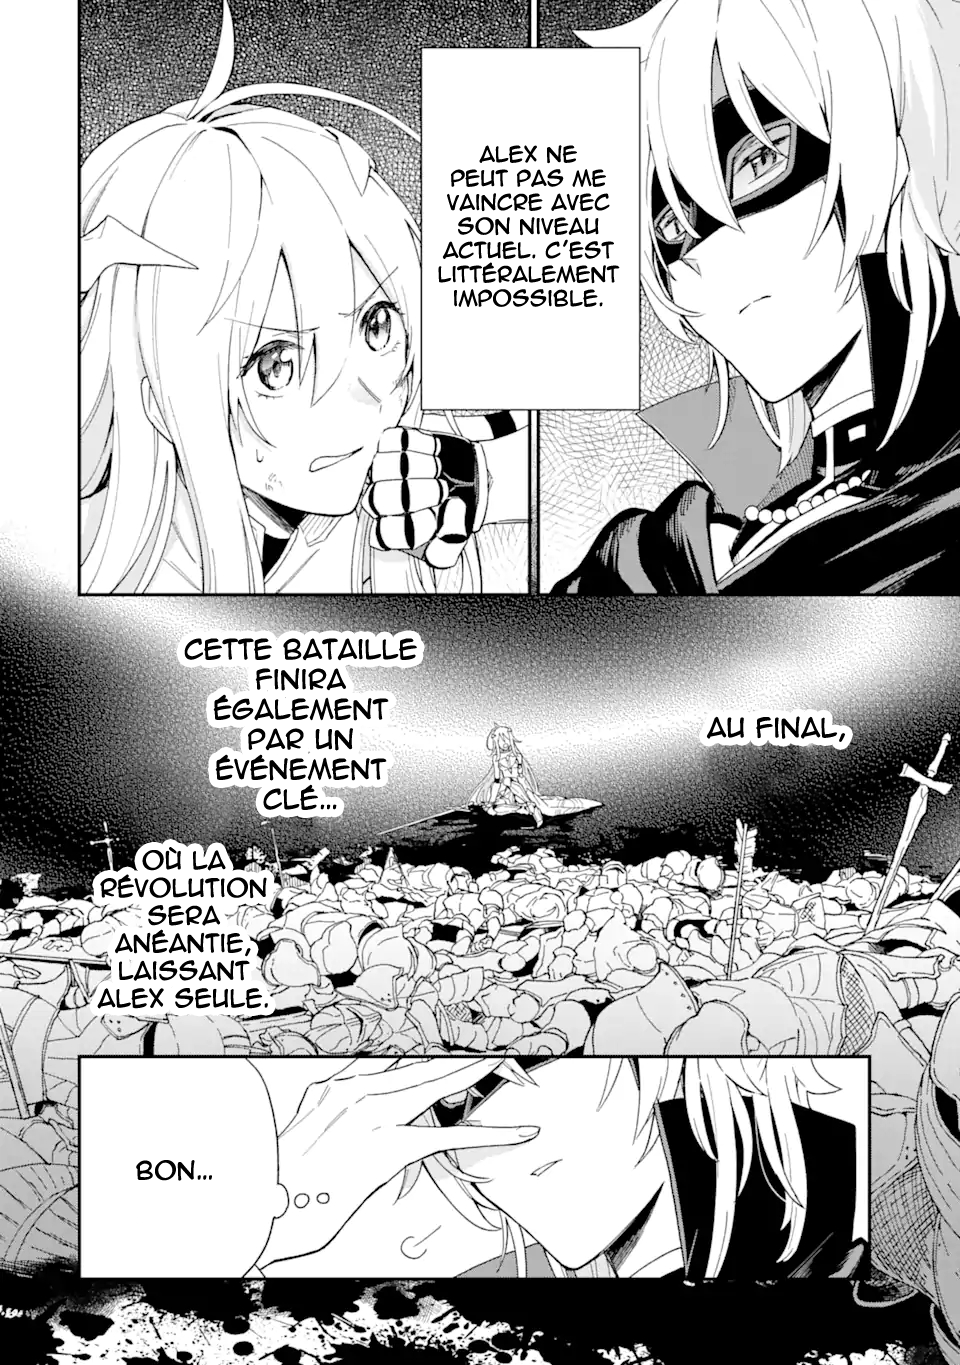 ALEX NE
PEUT PAS ME
VAINCRE AVEC
SON NIVEAU
ACTUEL. C'EST
LITTÉRALEMENT
IMPOSSIBLE.
AU FINAL,
CETTE BATAILLE
FINIRA
ÉGALEMENT
PAR UN
ÉVÉNEMENT
CLÉ...
OÙ LA
RÉVOLUTION
SERA
ANÉANTIE,
LAISSANT
ALEX SEULE.
BON...